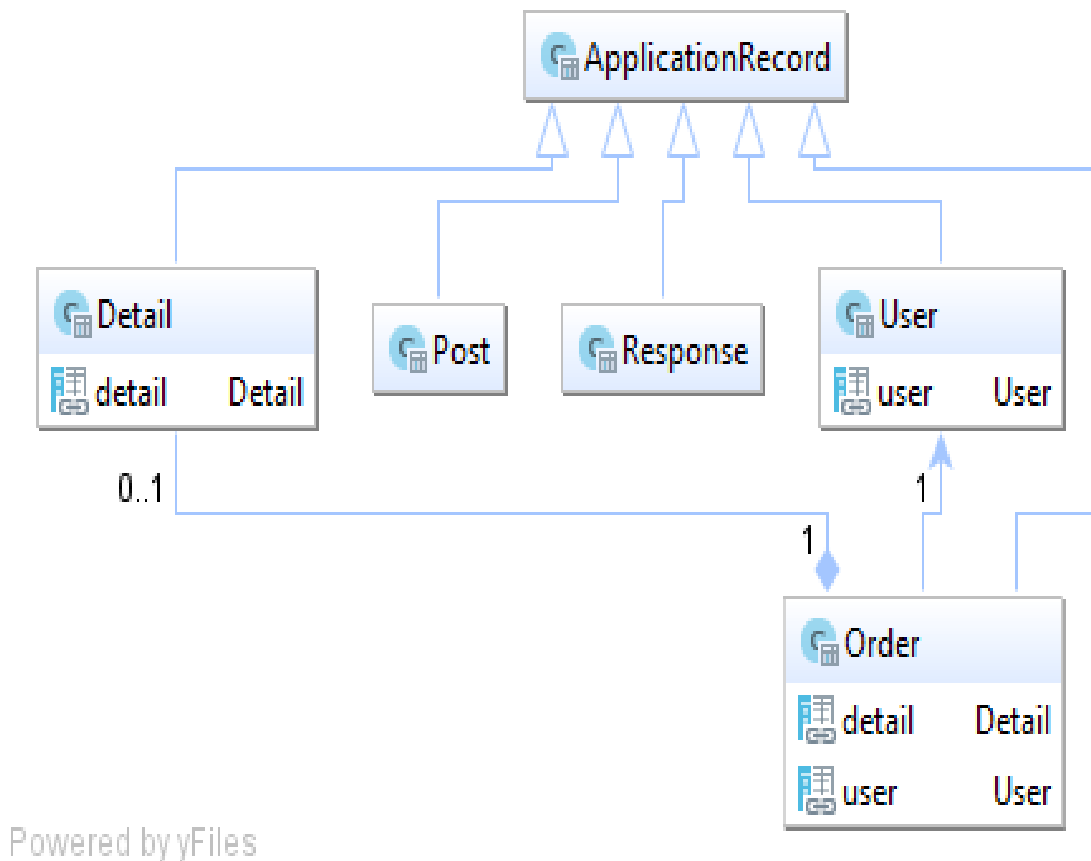 ApplicationRecord
Detail
detail Detail
Post
Response
User
user User
0..1
1
1
Order
detail Detail
user User
Powered by yFiles